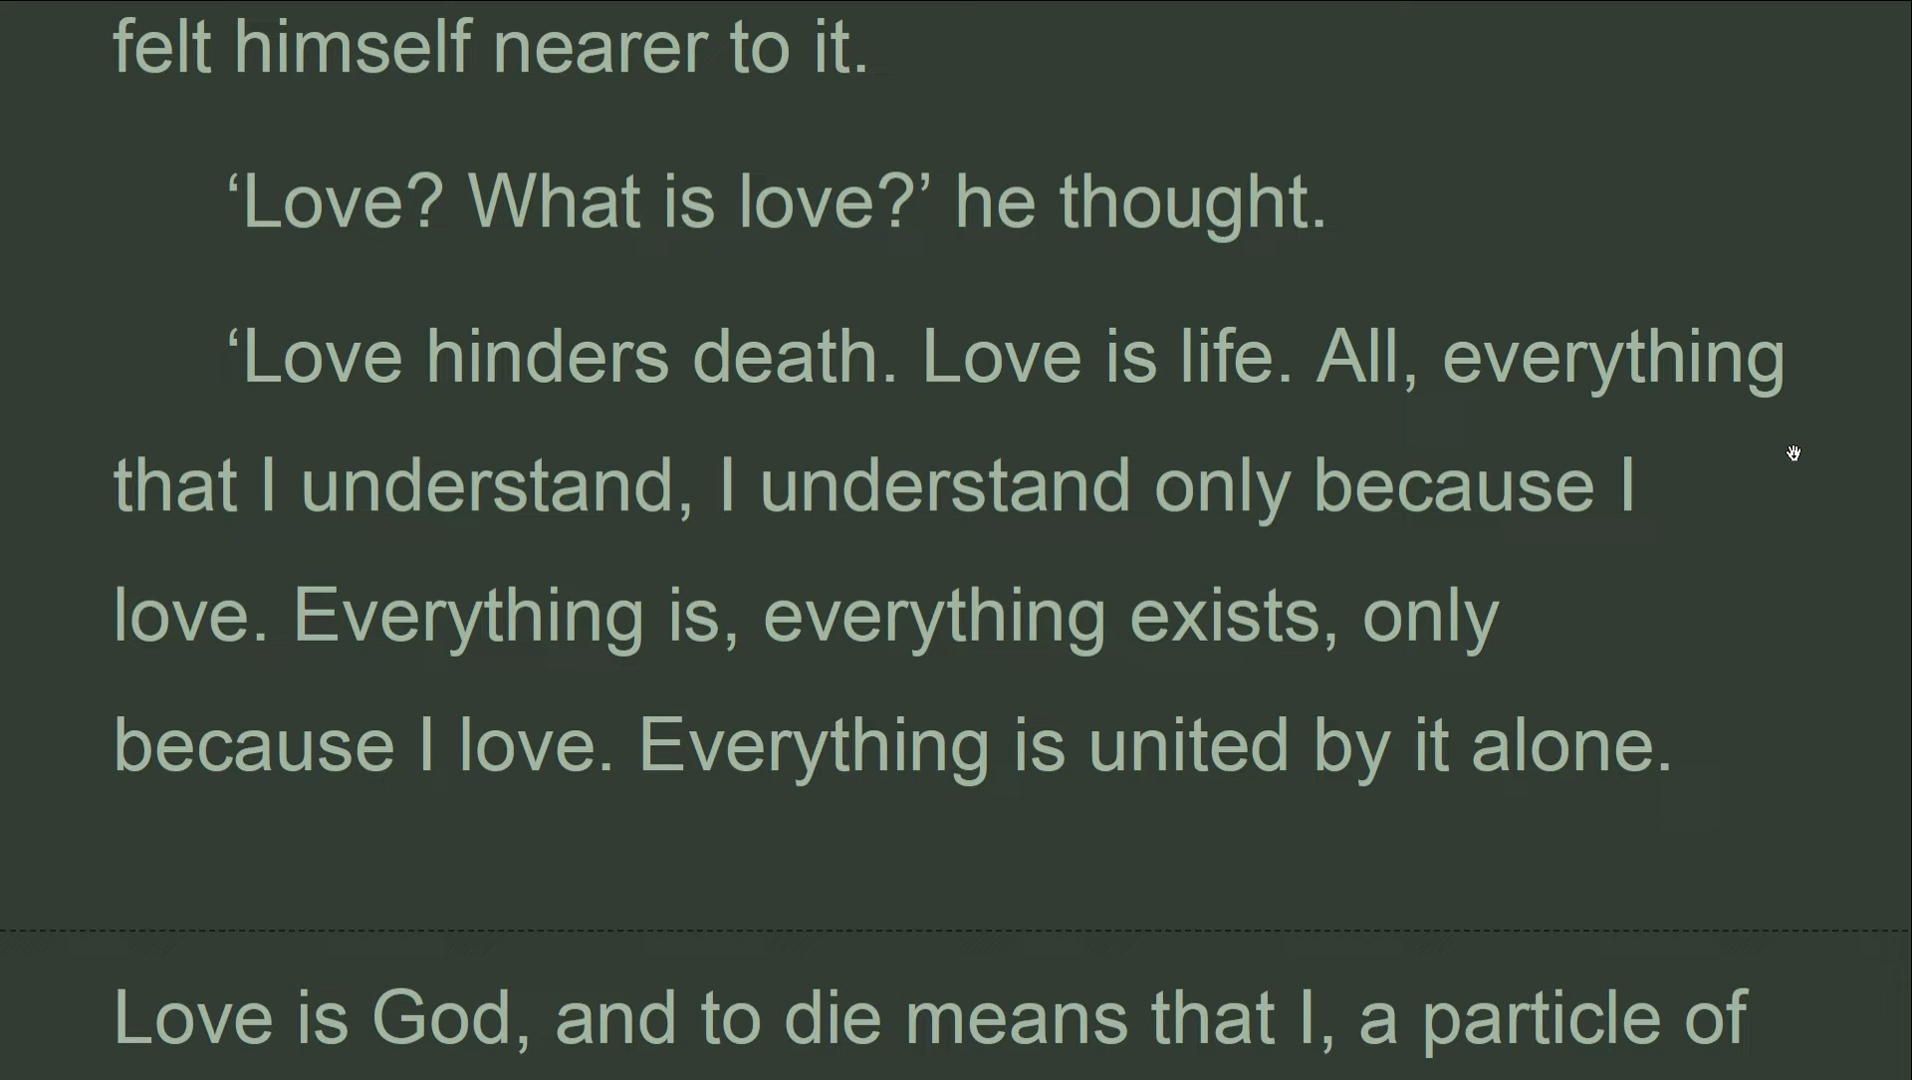 felt himself nearer to it.
‘Love? What is love?’ he thought.
‘Love hinders death. Love is life. All, everything
that I understand, I understand only because I
love. Everything is, everything exists, only
because I love. Everything is united by it alone.
Love is God, and to die means that I, a particle of